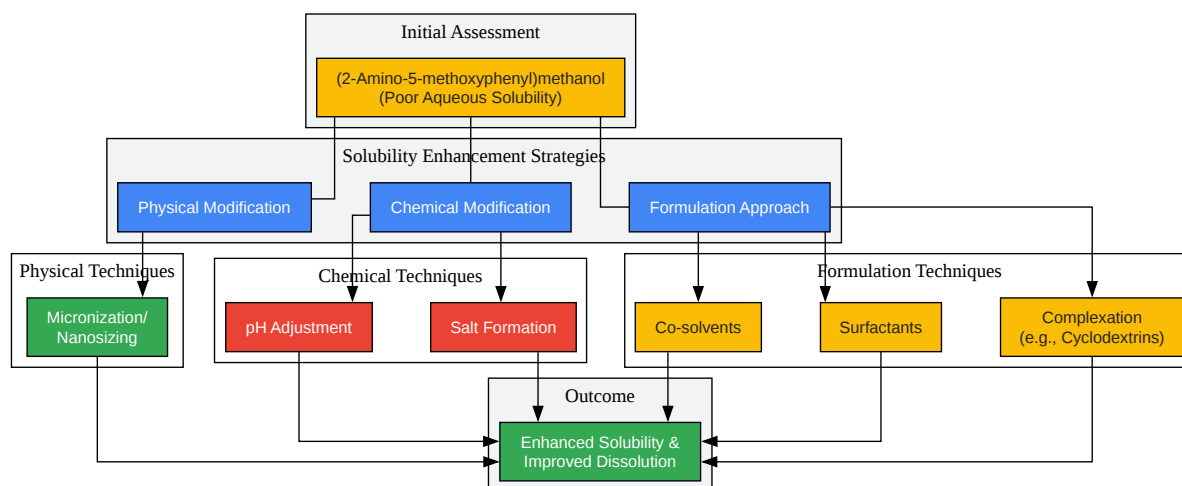 Initial Assessment
(2-Amino-5-methoxyphenyl)methanol
(Poor Aqueous Solubility)
Solubility Enhancement Strategies
Physical Modification
Chemical Modification
Formulation Approach
Physical Techniques
Chemical Techniques
Formulation Techniques
Micronization/
Nanosizing
pH Adjustment
Salt Formation
Co-solvents
Surfactants
Complexation
(e.g., Cyclodextrins)
Outcome
Enhanced Solubility &
Improved Dissolution